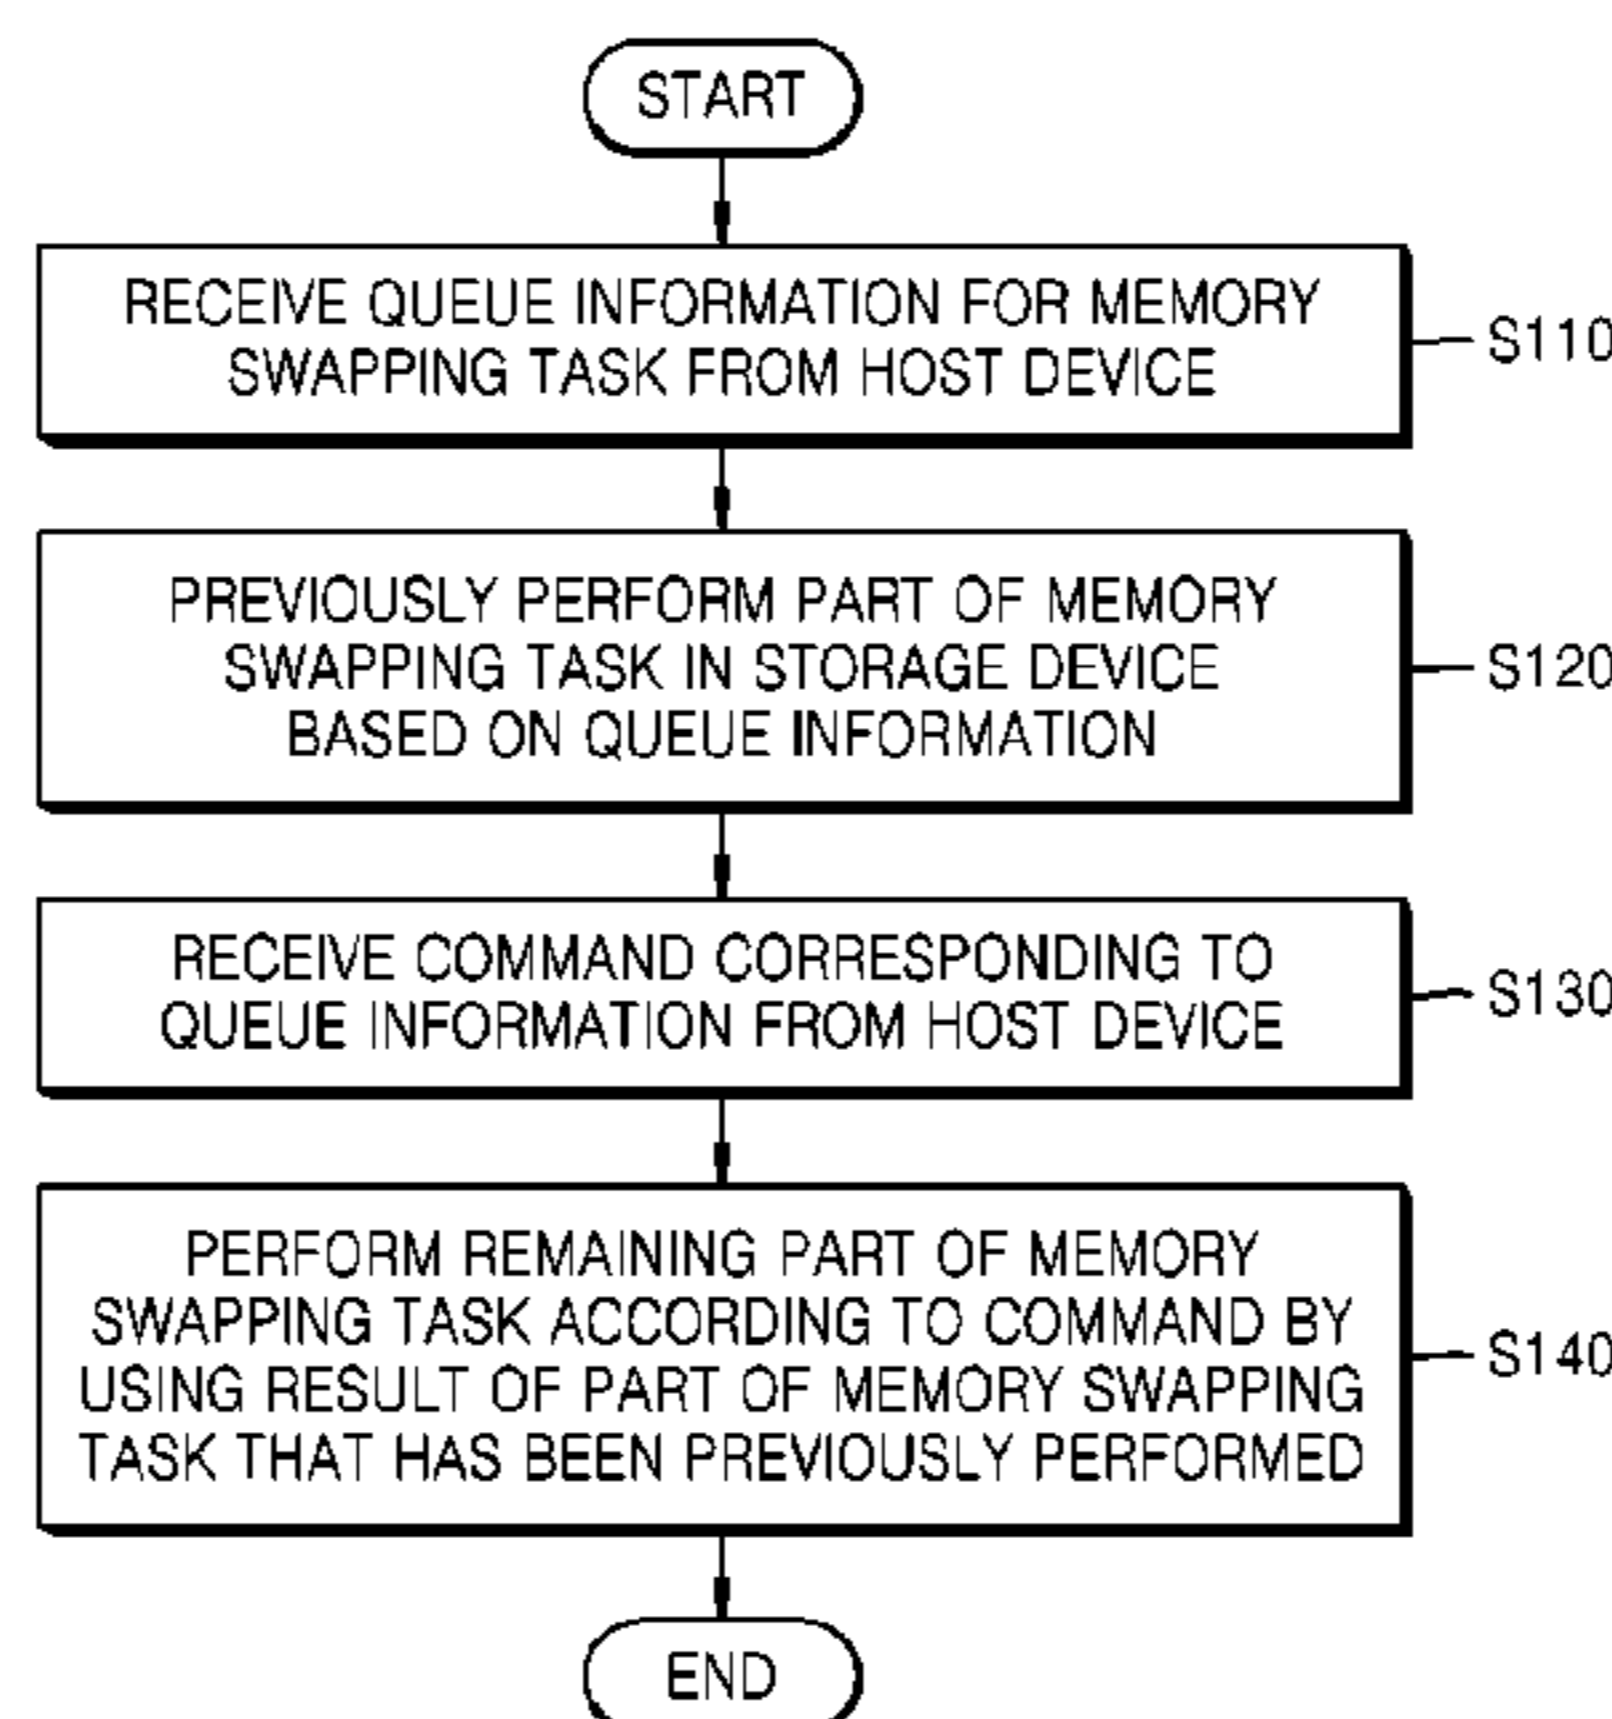 START
RECEIVE QUEUE INFORMATION FOR MEMORY
SWAPPING TASK FROM HOST DEVICE
S110
PREVIOUSLY PERFORM PART OF MEMORY
SWAPPING TASK IN STORAGE DEVICE
BASED ON QUEUE INFORMATION
S120
RECEIVE COMMAND CORRESPONDING TO
QUEUE INFORMATION FROM HOST DEVICE
S130
PERFORM REMAINING PART OF MEMORY
SWAPPING TASK ACCORDING TO COMMAND BY
USING RESULT OF PART OF MEMORY SWAPPING
TASK THAT HAS BEEN PREVIOUSLY PERFORMED
S140
END